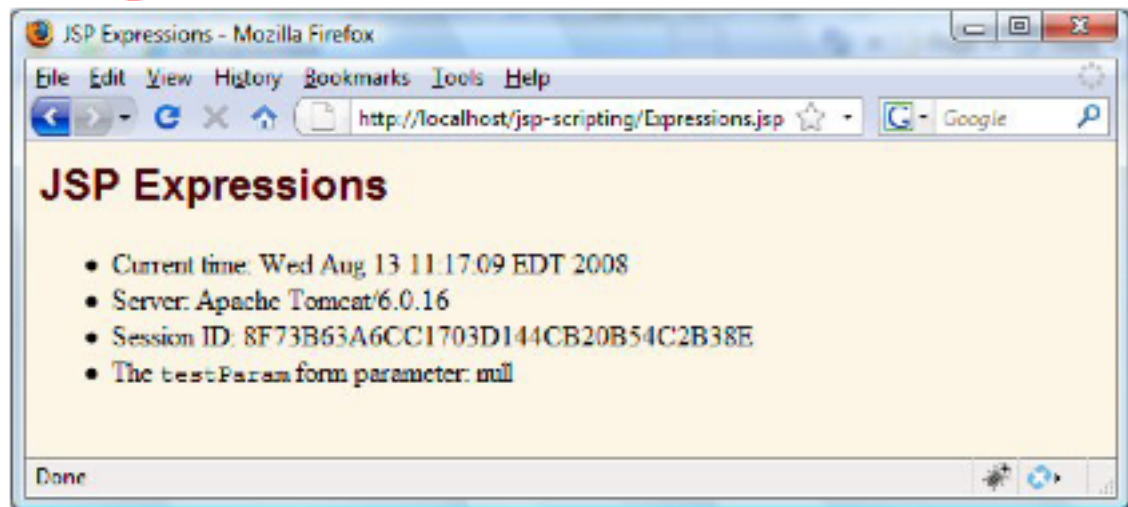 JSP Expressions - Mozilla Firefox
File Edit View History Bookmarks Tools Help
http://localhost/jsp-scripting/Expressions.jsp
Google
JSP Expressions
• Current time: Wed Aug 13 11:17:09 EDT 2008
• Server: Apache Tomcat/6.0.16
• Session ID: 8F73B63A6CC1703D144CB20B54C2B38E
• The testParam form parameter: null
Done